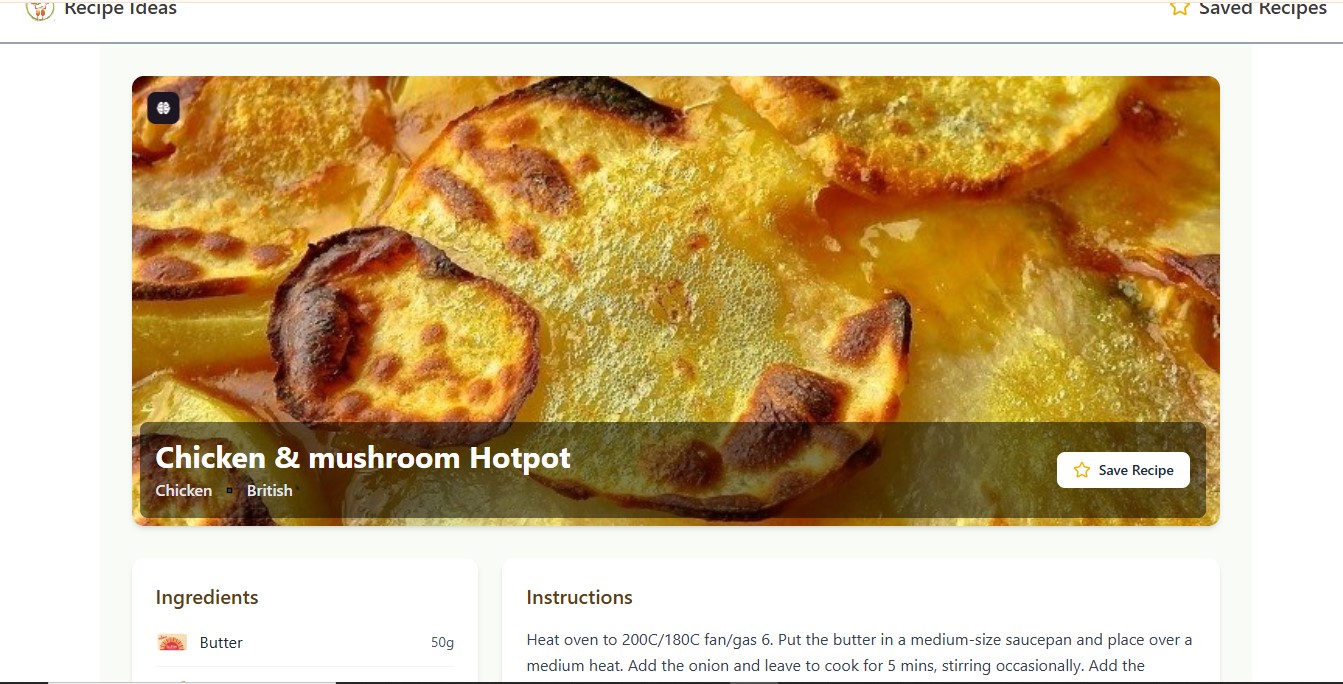 Recipe Ideas
Saved Recipes
Chicken & mushroom Hotpot
Chicken ▪ British
Save Recipe
Ingredients
Butter 50g
Instructions
Heat oven to 200C/180C fan/gas 6. Put the butter in a medium-size saucepan and place over a
medium heat. Add the onion and leave to cook for 5 mins, stirring occasionally. Add the